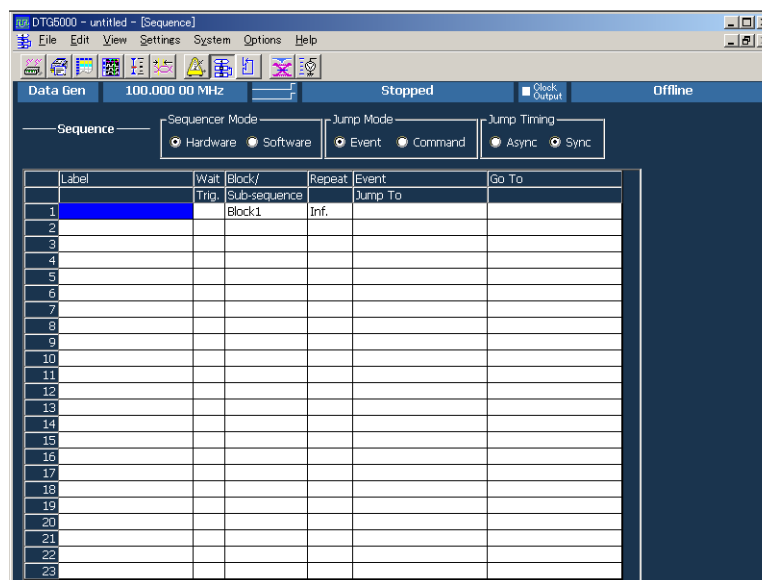 DTG5000 - untitled - [Sequence]
File Edit View Settings System Options Help
Data Gen 100.000 00 MHz Stopped Clock Output Offline
Sequence Sequencer Mode Jump Mode Jump Timing
Hardware Software Event Command Async Sync
Label Wait Block/ Repeat Event Go To
Trig. Sub-sequence Jump To
1 Block1 Inf.
2
3
4
5
6
7
8
9
10
11
12
13
14
15
16
17
18
19
20
21
22
23